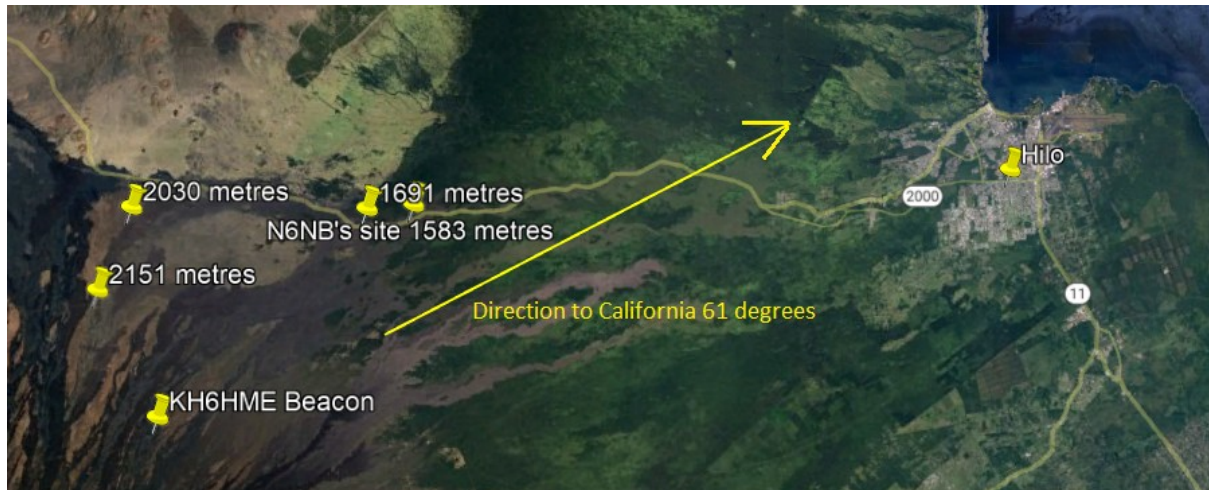 2030 metres
1691 metres
Hilo
2000
N6NB's site 1583 metres
2151 metres
11
Direction to California 61 degrees
KH6HME Beacon